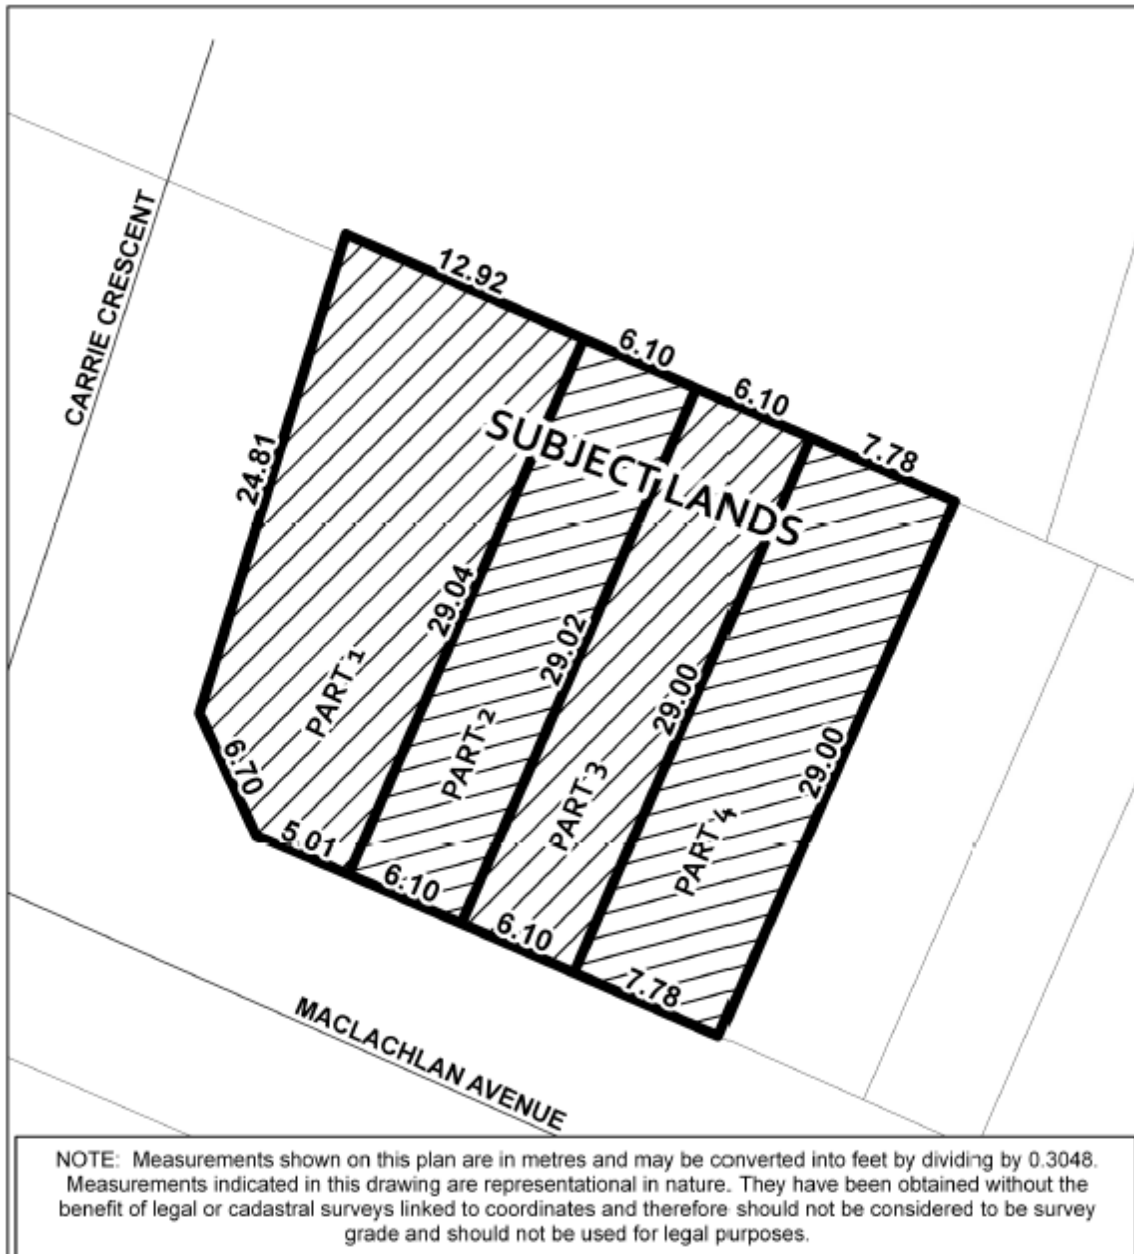 CARRIE CRESCENT
12.92
6.10
6.10
7.78
SUBJECT LANDS
24.81
29.04
29.02
29.00
29.00
PART 1
PART 2
PART 3
PART 4
6.70
5.01
6.10
6.10
7.78
MACLACHLAN AVENUE
NOTE: Measurements shown on this plan are in metres and may be converted into feet by dividing by 0.3048.
Measurements indicated in this drawing are representational in nature. They have been obtained without the
benefit of legal or cadastral surveys linked to coordinates and therefore should not be considered to be survey
grade and should not be used for legal purposes.